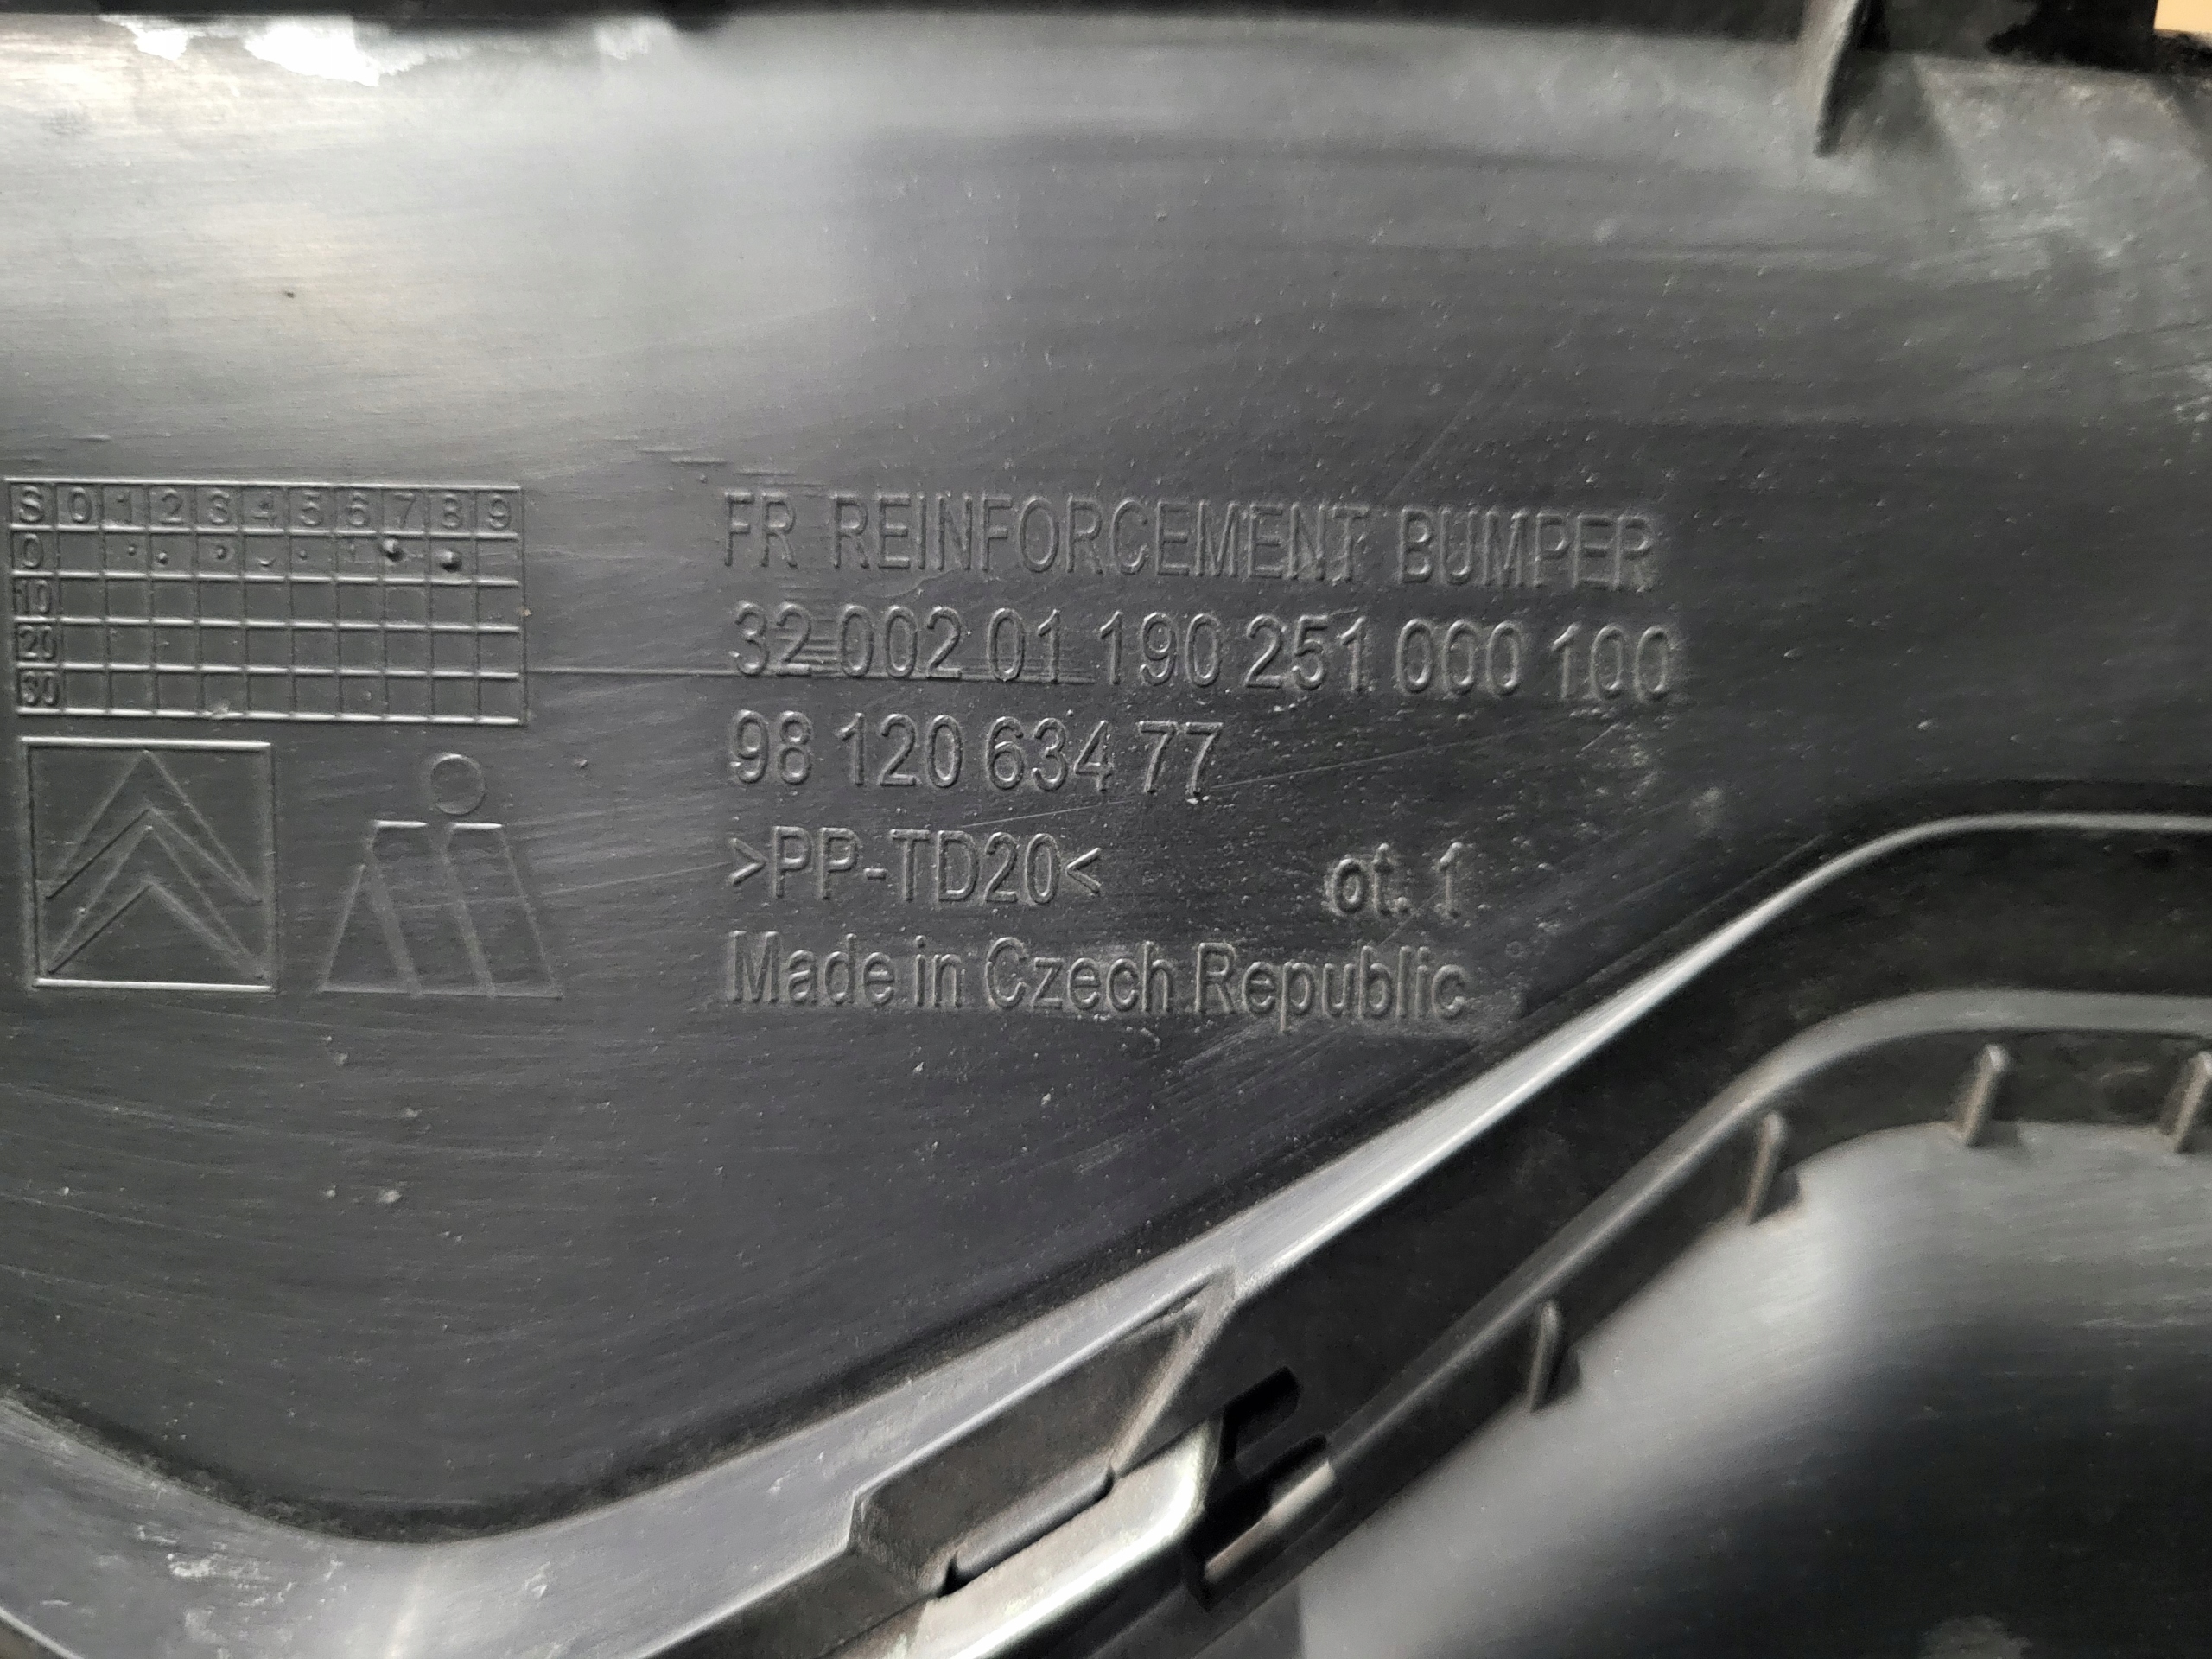 S 0 1 2 3 4 5 6 7 8 9
0
10
20
30
FR REINFORCEMENT BUMPER
32 002 01 190 251 000 100
98 120 634 77
>PP-TD20< ot. 1
Made in Czech Republic